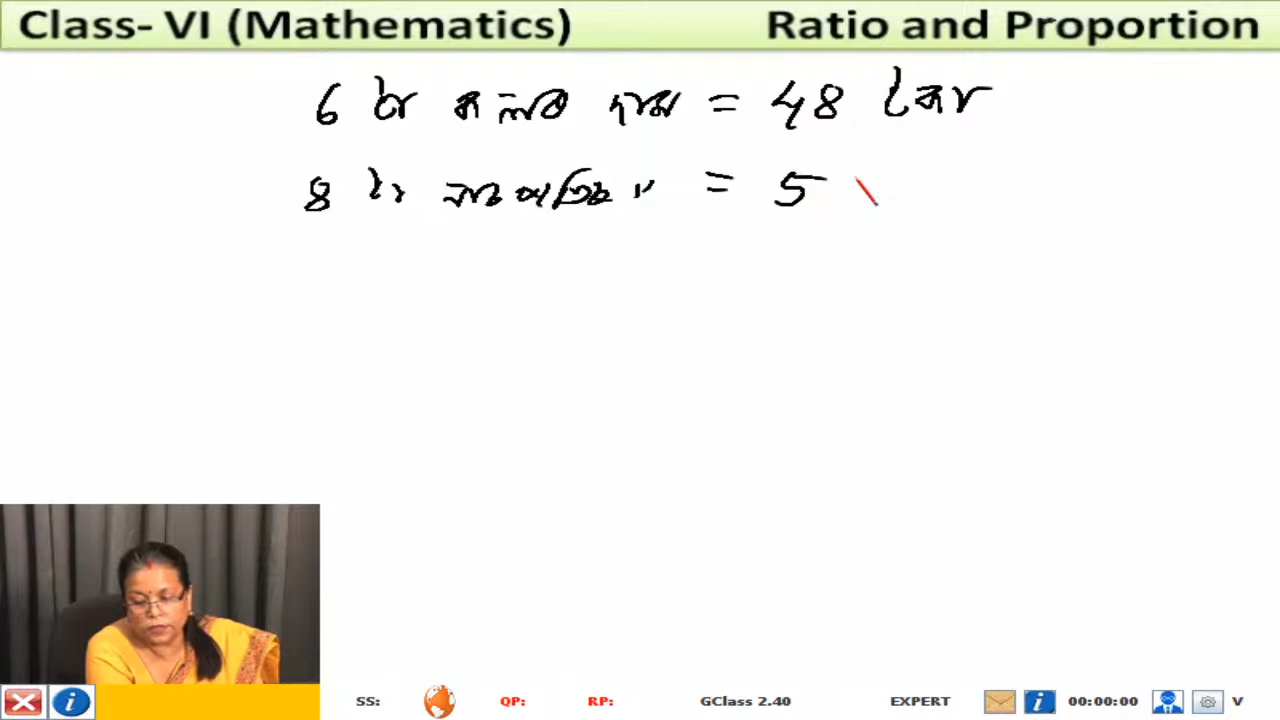 Class- VI (Mathematics) Ratio and Proportion
6 টা কলৰ দাম = 48 টকা
8 = 5
SS: QP: RP: GClass 2.40 EXPERT 00:00:00 V